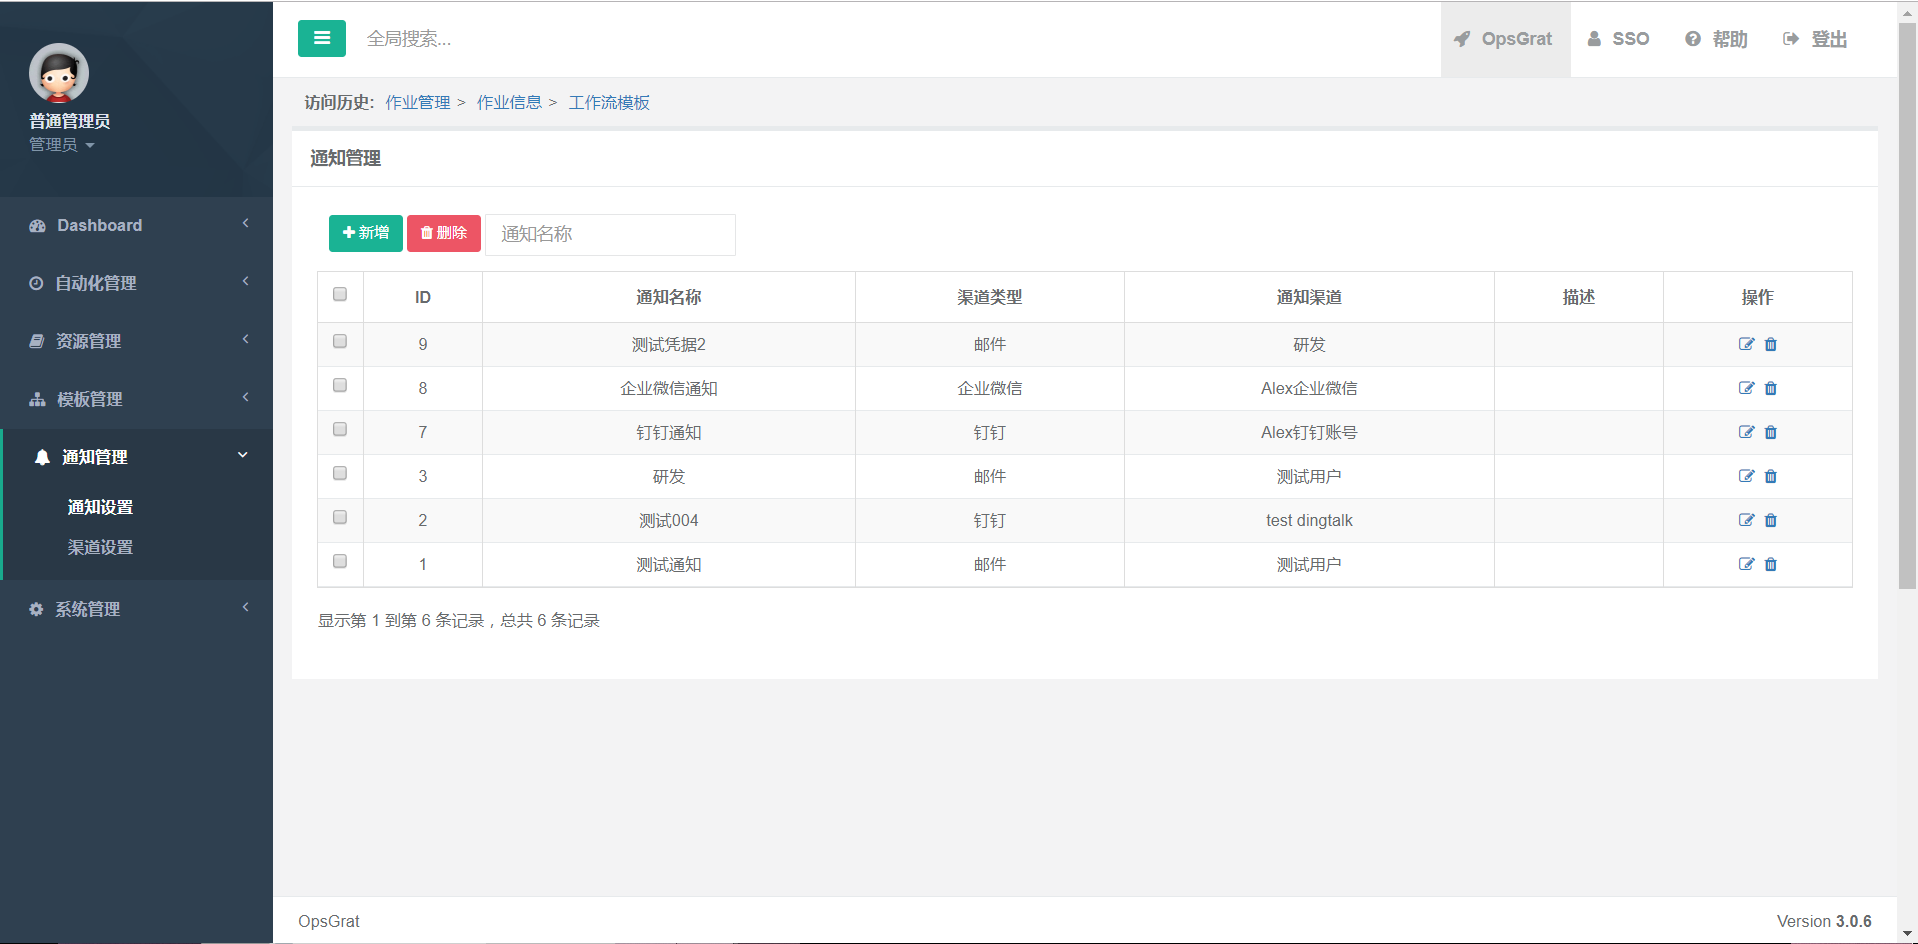 普通管理员
管理员
Dashboard
自动化管理
资源管理
模板管理
通知管理
通知设置
渠道设置
系统管理
全局搜索...
OpsGrat SSO 帮助 登出
访问历史: 作业管理 > 作业信息 > 工作流模板
通知管理
新增 删除 通知名称
ID 通知名称 渠道类型 通知渠道 描述 操作
9 测试凭据2 邮件 研发
8 企业微信通知 企业微信 Alex企业微信
7 钉钉通知 钉钉 Alex钉钉账号
3 研发 邮件 测试用户
2 测试004 钉钉 test dingtalk
1 测试通知 邮件 测试用户
显示第 1 到第 6 条记录，总共 6 条记录
OpsGrat Version 3.0.6